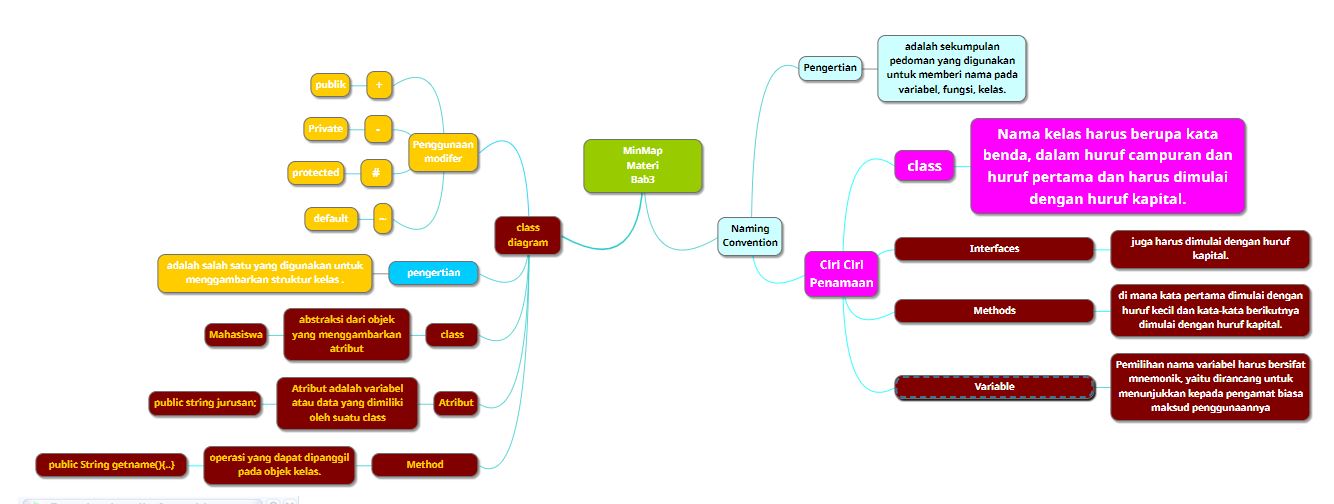 MinMap
Materi
Bab3
class
diagram
Penggunaan
modifer
+
publik
-
Private
#
protected
~
default
pengertian
adalah salah satu yang digunakan untuk
menggambarkan struktur kelas .
class
abstraksi dari objek
yang menggambarkan
atribut
Mahasiswa
Atribut
Atribut adalah variabel
atau data yang dimiliki
oleh suatu class
public string jurusan;
Method
operasi yang dapat dipanggil
pada objek kelas.
public String getname(){..}
Naming
Convention
Pengertian
adalah sekumpulan
pedoman yang digunakan
untuk memberi nama pada
variabel, fungsi, kelas.
Ciri Ciri
Penamaan
class
Nama kelas harus berupa kata
benda, dalam huruf campuran dan
huruf pertama dan harus dimulai
dengan huruf kapital.
Interfaces
juga harus dimulai dengan huruf
kapital.
Methods
di mana kata pertama dimulai dengan
huruf kecil dan kata-kata berikutnya
dimulai dengan huruf kapital.
Variable
Pemilihan nama variabel harus bersifat
mnemonik, yaitu dirancang untuk
menunjukkan kepada pengamat biasa
maksud penggunaannya